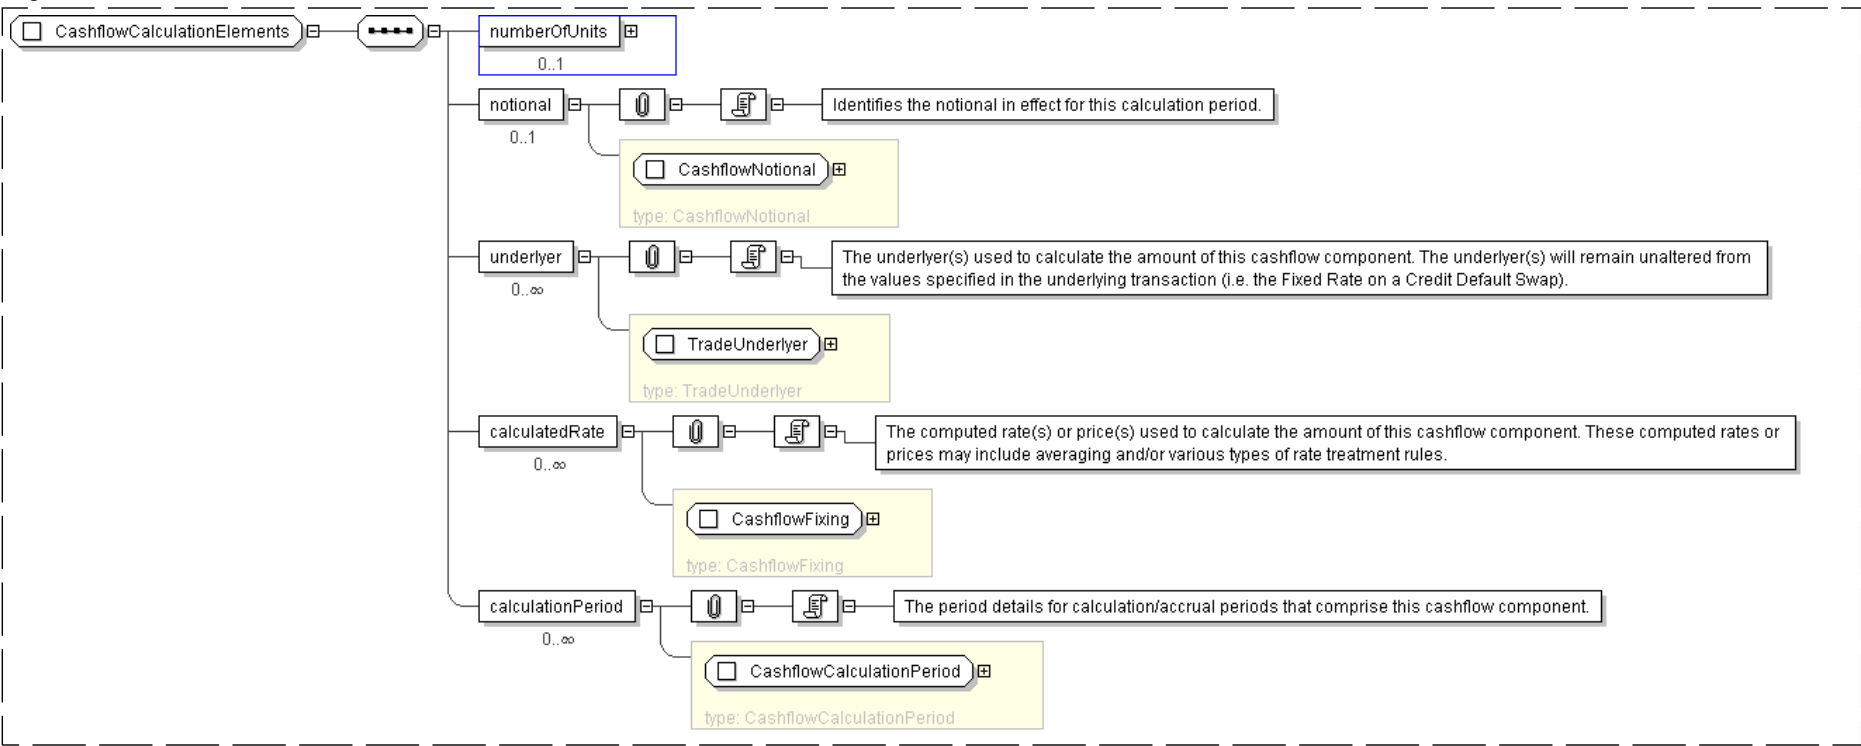 CashflowCalculationElements
numberOfUnits
0..1
notional
Identifies the notional in effect for this calculation period.
0..1
CashflowNotional
type: CashflowNotional
underlyer
The underlyer(s) used to calculate the amount of this cashflow component. The underlyer(s) will remain unaltered from
the values specified in the underlying transaction (i.e. the Fixed Rate on a Credit Default Swap).
0..∞
TradeUnderlyer
type: TradeUnderlyer
calculatedRate
The computed rate(s) or price(s) used to calculate the amount of this cashflow component. These computed rates or
prices may include averaging and/or various types of rate treatment rules.
0..∞
CashflowFixing
type: CashflowFixing
calculationPeriod
The period details for calculation/accrual periods that comprise this cashflow component.
0..∞
CashflowCalculationPeriod
type: CashflowCalculationPeriod